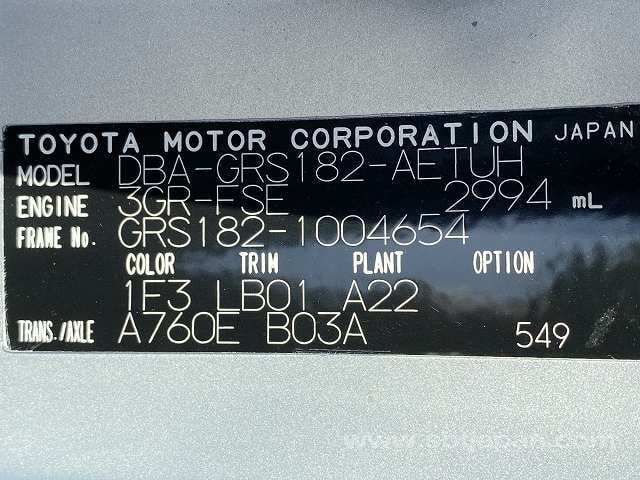 TOYOTA MOTOR CORPORATION JAPAN
MODEL DBA-GRS182-AETUH
ENGINE 3GR-FSE 2994 mL
FRAME No. GRS182-1004654
COLOR TRIM PLANT OPTION
1E3 LB01 A22
TRANS./AXLE A760E B03A 549